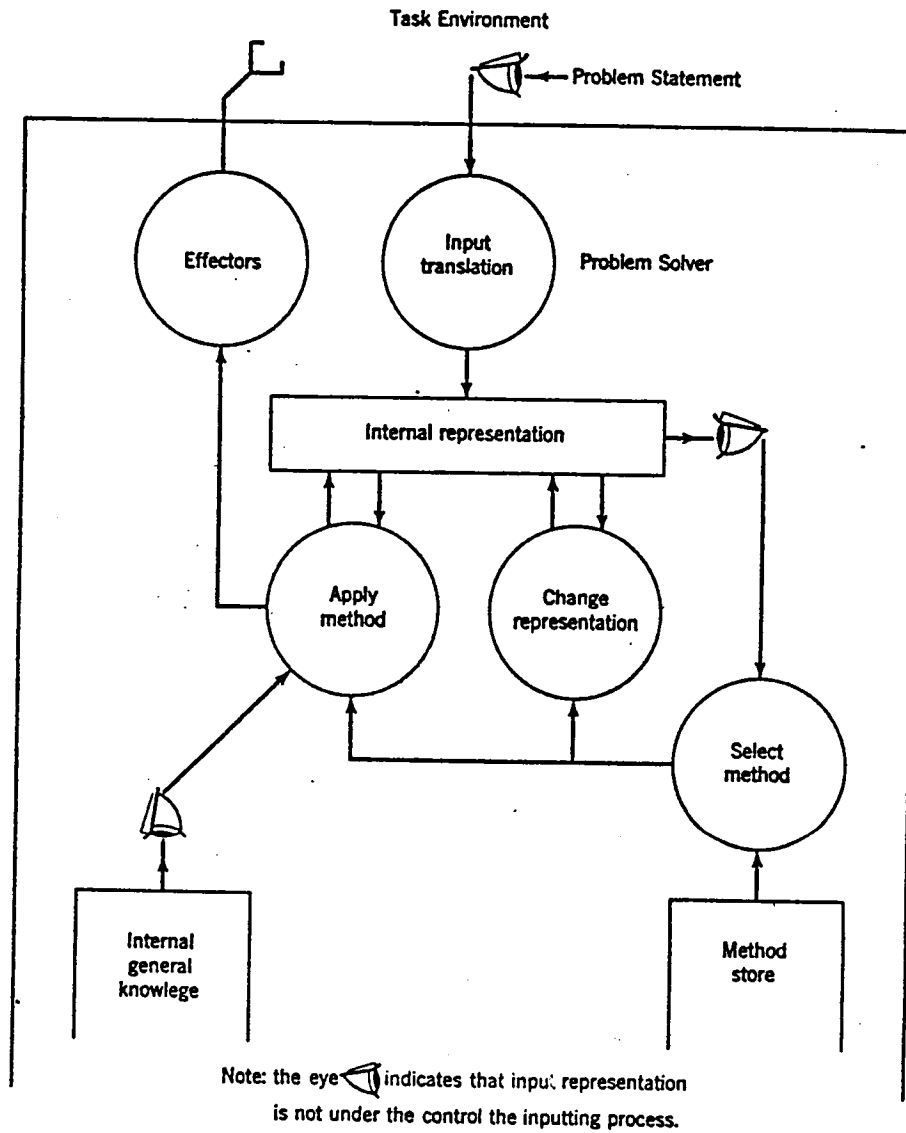 Task Environment
Problem Statement
Effectors
Input
translation
Problem Solver
Internal representation
Apply
method
Change
representation
Select
method
Internal
general
knowlege
Method
store
Note: the eye indicates that input representation
is not under the control the inputting process.